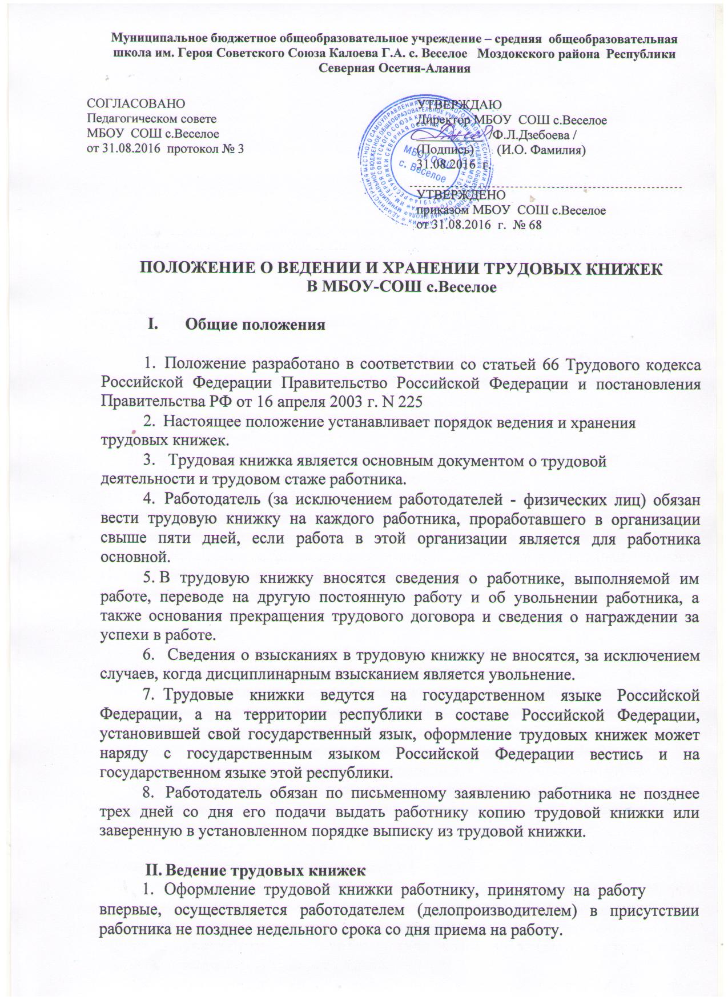 Муниципальное бюджетное общеобразовательное учреждение – средняя общеобразовательная
школа им. Героя Советского Союза Калоева Г.А. с. Веселое Моздокского района Республики
Северная Осетия-Алания
СОГЛАСОВАНО
Педагогическом совете
МБОУ СОШ с.Веселое
от 31.08.2016 протокол № 3
УТВЕРЖДАЮ
Директор МБОУ СОШ с.Веселое
/Ф.Л.Дзебоева /
(Подпись) (И.О. Фамилия)
31.08.2016 г.
УТВЕРЖДЕНО
приказом МБОУ СОШ с.Веселое
от 31.08.2016 г. № 68
МБОУ СОШ
с. Веселое
ПОЛОЖЕНИЕ О ВЕДЕНИИ И ХРАНЕНИИ ТРУДОВЫХ КНИЖЕК
В МБОУ-СОШ с.Веселое
I. Общие положения
1. Положение разработано в соответствии со статьей 66 Трудового кодекса
Российской Федерации Правительство Российской Федерации и постановления
Правительства РФ от 16 апреля 2003 г. N 225
2. Настоящее положение устанавливает порядок ведения и хранения
трудовых книжек.
3. Трудовая книжка является основным документом о трудовой
деятельности и трудовом стаже работника.
4. Работодатель (за исключением работодателей - физических лиц) обязан
вести трудовую книжку на каждого работника, проработавшего в организации
свыше пяти дней, если работа в этой организации является для работника
основной.
5. В трудовую книжку вносятся сведения о работнике, выполняемой им
работе, переводе на другую постоянную работу и об увольнении работника, а
также основания прекращения трудового договора и сведения о награждении за
успехи в работе.
6. Сведения о взысканиях в трудовую книжку не вносятся, за исключением
случаев, когда дисциплинарным взысканием является увольнение.
7. Трудовые книжки ведутся на государственном языке Российской
Федерации, а на территории республики в составе Российской Федерации,
установившей свой государственный язык, оформление трудовых книжек может
наряду с государственным языком Российской Федерации вестись и на
государственном языке этой республики.
8. Работодатель обязан по письменному заявлению работника не позднее
трех дней со дня его подачи выдать работнику копию трудовой книжки или
заверенную в установленном порядке выписку из трудовой книжки.
II. Ведение трудовых книжек
1. Оформление трудовой книжки работнику, принятому на работу
впервые, осуществляется работодателем (делопроизводителем) в присутствии
работника не позднее недельного срока со дня приема на работу.